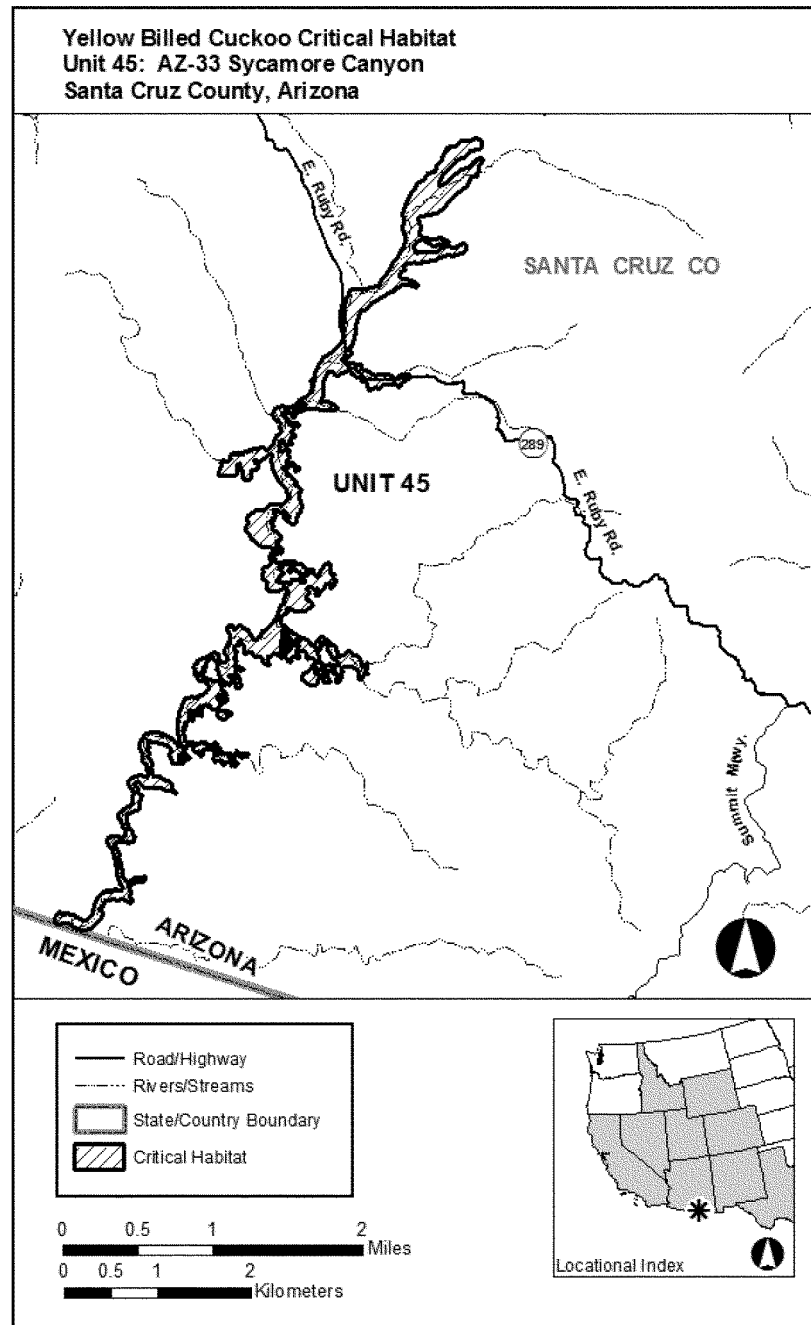 Yellow Billed Cuckoo Critical Habitat
Unit 45: AZ-33 Sycamore Canyon
Santa Cruz County, Arizona
E. Ruby Rd.
SANTA CRUZ CO
289
UNIT 45
E. Ruby Rd.
Summit Mtwy.
ARIZONA
MEXICO
Road/Highway
Rivers/Streams
State/Country Boundary
Critical Habitat
0 0.5 1 2
Miles
0 0.5 1 2
Kilometers
Locational Index